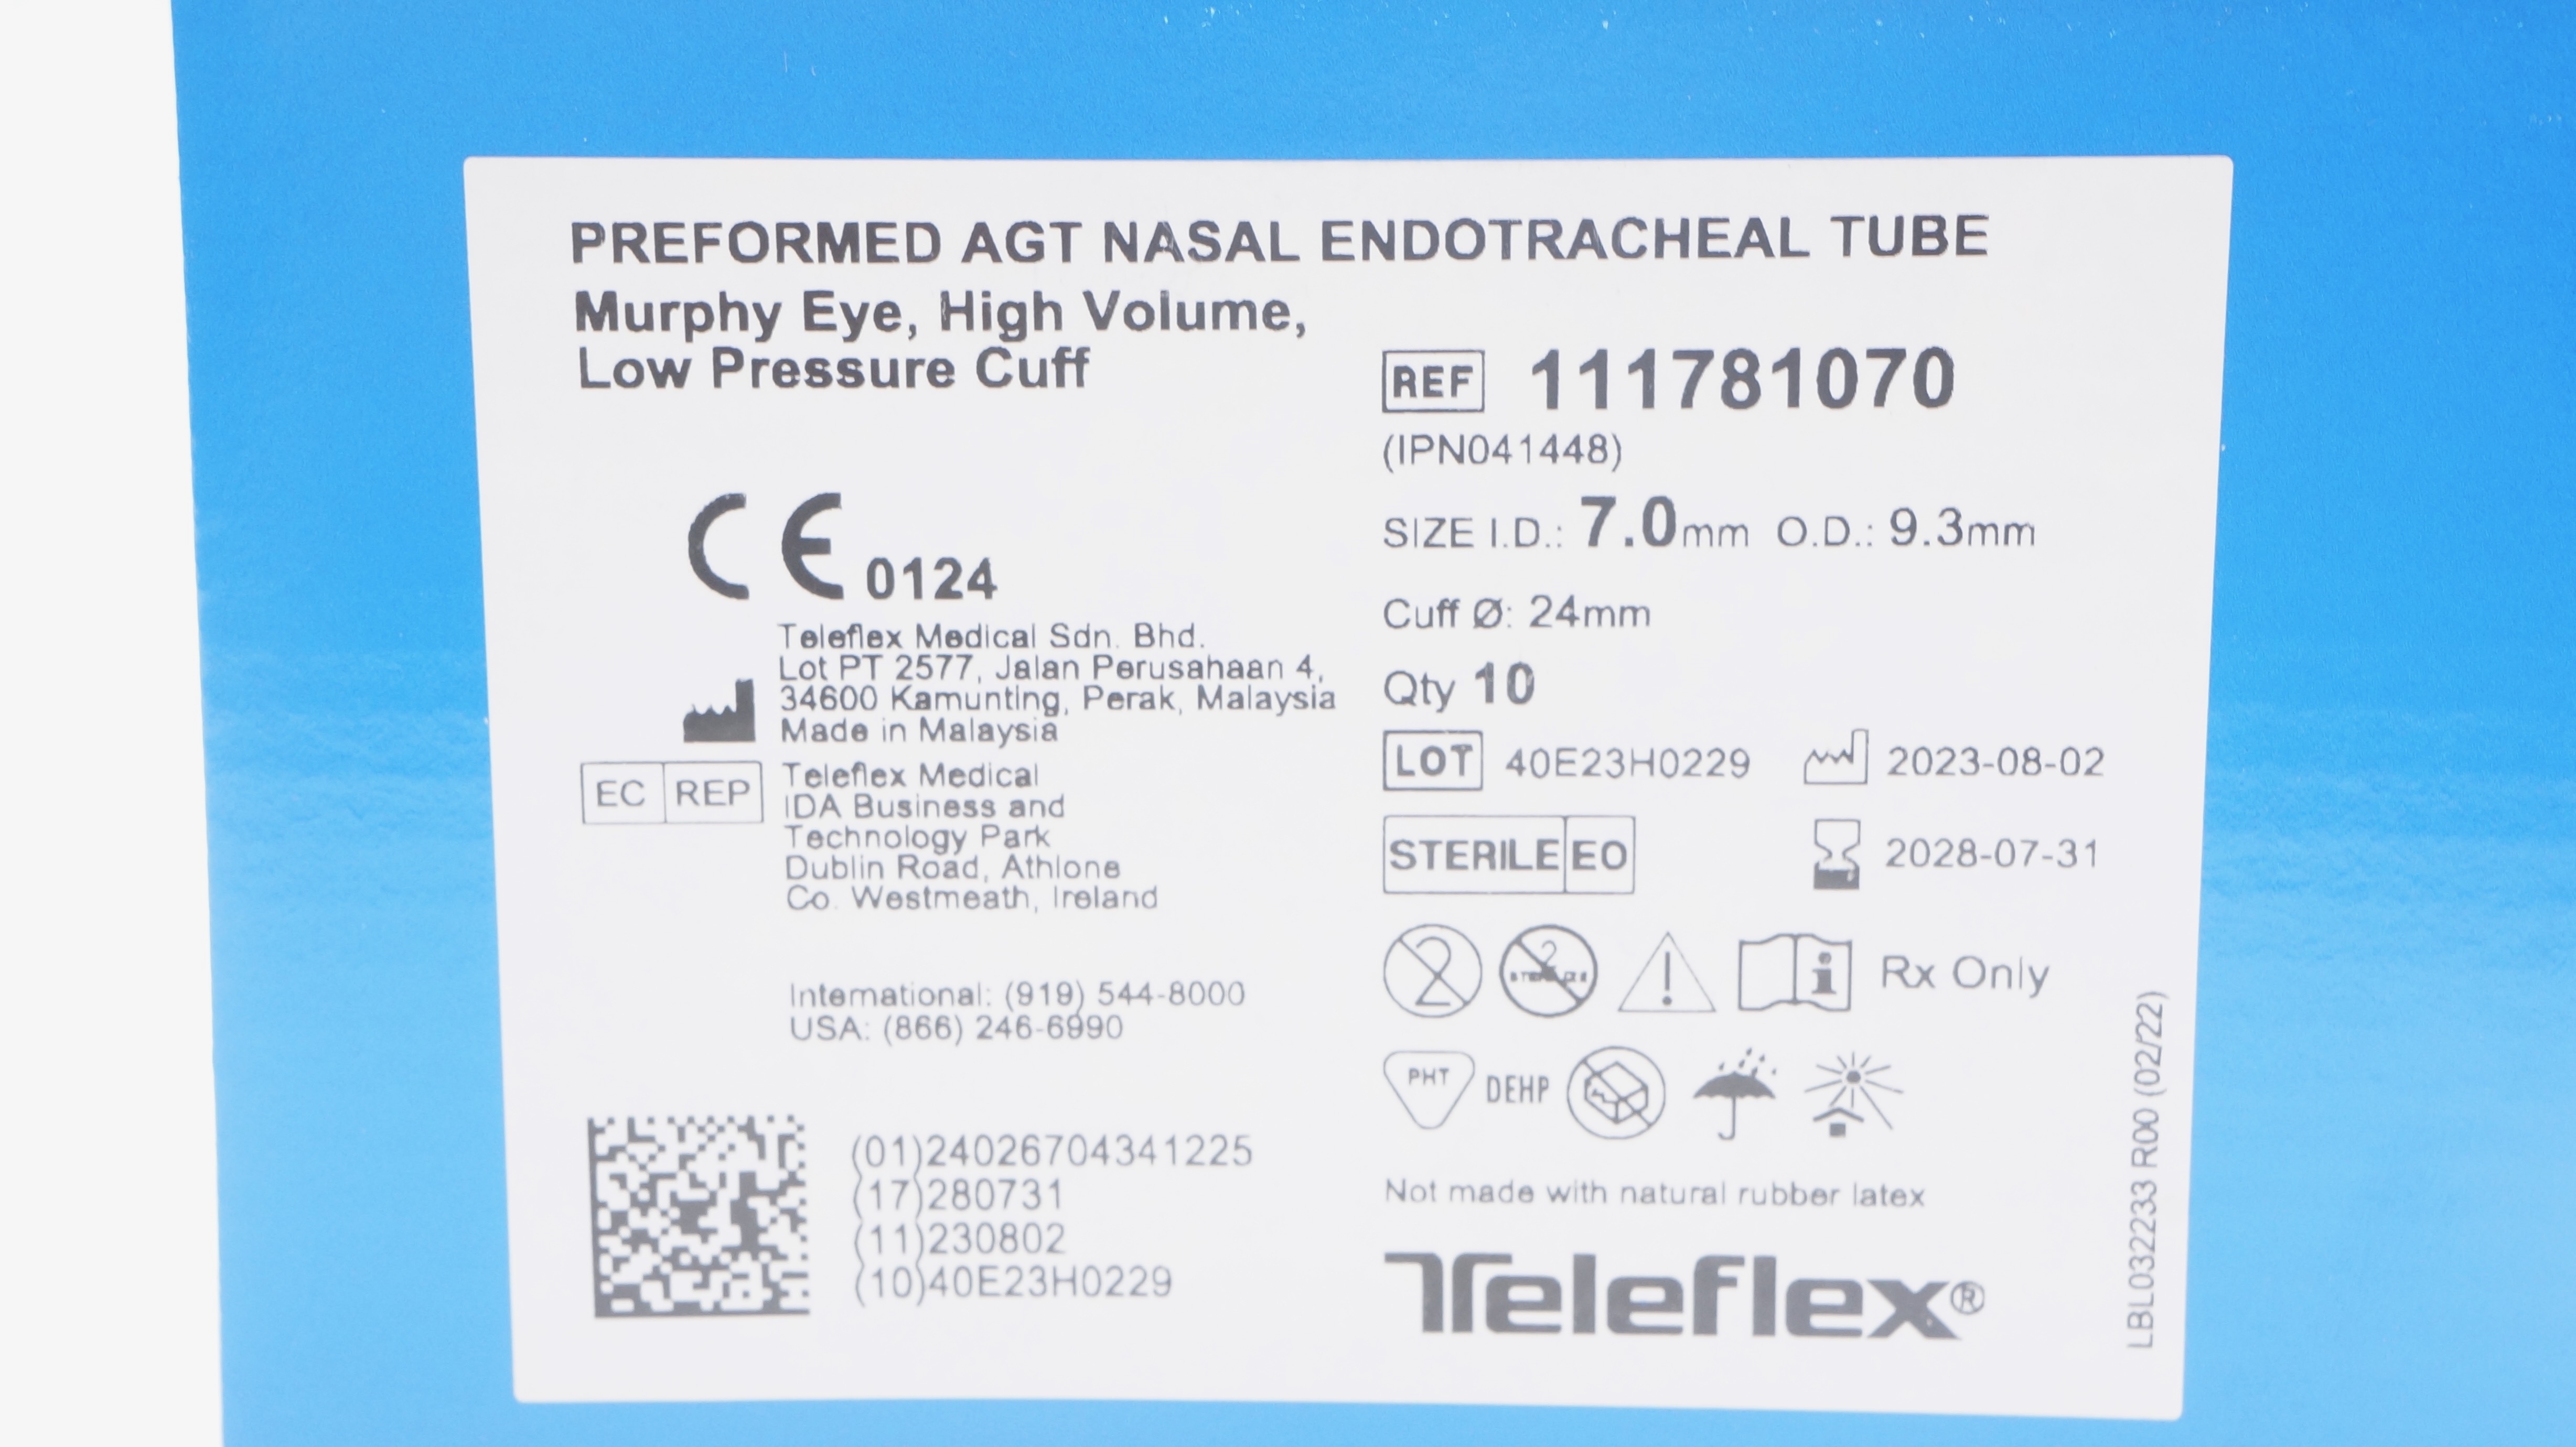 PREFORMED AGT NASAL ENDOTRACHEAL TUBE
Murphy Eye, High Volume,
Low Pressure Cuff
REF 111781070
(IPN041448)
SIZE I.D.: 7.0mm O.D.: 9.3mm
Cuff Ø: 24mm
Qty 10
LOT 40E23H0229 2023-08-02
STERILE EO 2028-07-31
2 2 STERILIZE Rx Only
PHT DEHP
Not made with natural rubber latex
Teleflex®
CE 0124
Teleflex Medical Sdn. Bhd.
Lot PT 2577, Jalan Perusahaan 4,
34600 Kamunting, Perak, Malaysia
Made in Malaysia
EC REP
Teleflex Medical
IDA Business and
Technology Park
Dublin Road, Athlone
Co. Westmeath, Ireland
International: (919) 544-8000
USA: (866) 246-6990
(01)24026704341225
(17)280731
(11)230802
(10)40E23H0229
LBL032233 R00 (02/22)